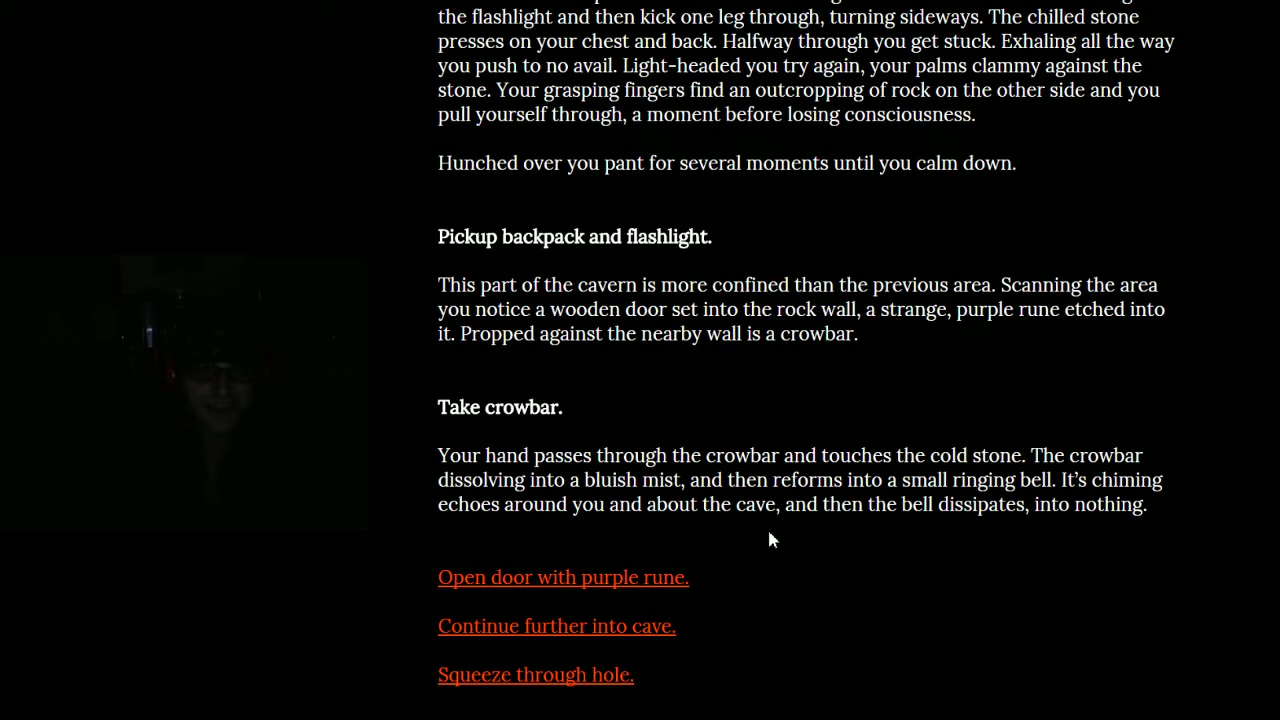 the flashlight and then kick one leg through, turning sideways. The chilled stone
presses on your chest and back. Halfway through you get stuck. Exhaling all the way
you push to no avail. Light-headed you try again, your palms clammy against the
stone. Your grasping fingers find an outcropping of rock on the other side and you
pull yourself through, a moment before losing consciousness.
Hunched over you pant for several moments until you calm down.
Pickup backpack and flashlight.
This part of the cavern is more confined than the previous area. Scanning the area
you notice a wooden door set into the rock wall, a strange, purple rune etched into
it. Propped against the nearby wall is a crowbar.
Take crowbar.
Your hand passes through the crowbar and touches the cold stone. The crowbar
dissolving into a bluish mist, and then reforms into a small ringing bell. It’s chiming
echoes around you and about the cave, and then the bell dissipates, into nothing.
Open door with purple rune.
Continue further into cave.
Squeeze through hole.